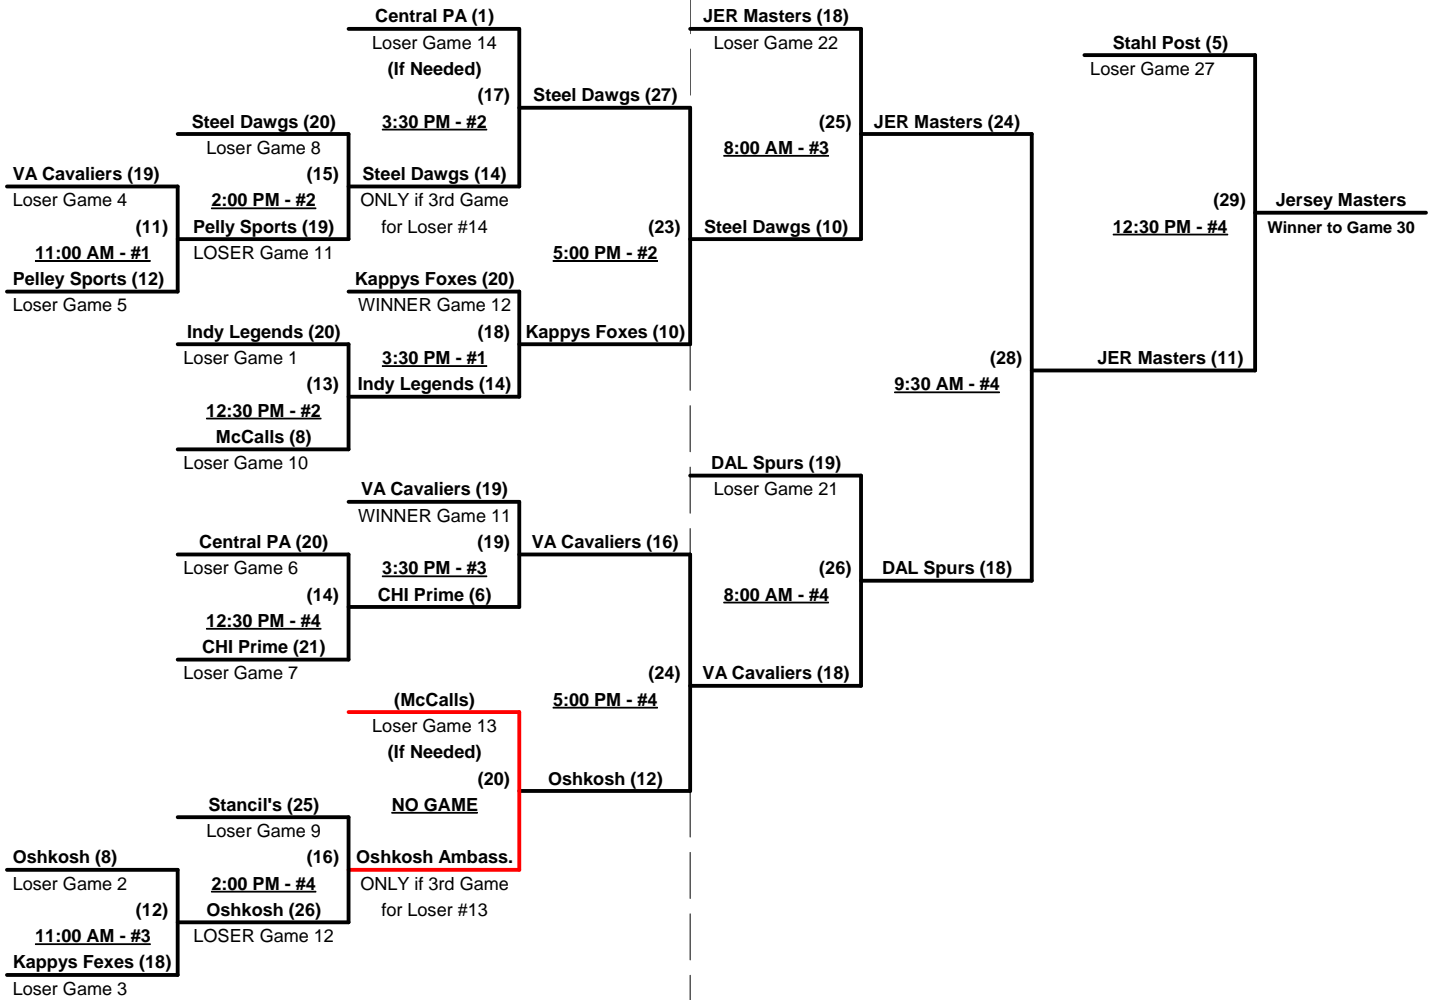 Central PA (1)
Loser Game 14
(If Needed)
(17)
3:30 PM - #2
Steel Dawgs (27)
Steel Dawgs (20)
Loser Game 8
(15)
2:00 PM - #2
Steel Dawgs (14)
ONLY if 3rd Game
for Loser #14
VA Cavaliers (19)
Loser Game 4
(11)
11:00 AM - #1
Pelly Sports (19)
LOSER Game 11
Pelley Sports (12)
Loser Game 5
(23)
5:00 PM - #2
Kappys Foxes (20)
WINNER Game 12
(18)
3:30 PM - #1
Kappys Foxes (10)
Indy Legends (20)
Loser Game 1
(13)
12:30 PM - #2
Indy Legends (14)
McCalls (8)
Loser Game 10
VA Cavaliers (19)
WINNER Game 11
(19)
3:30 PM - #3
VA Cavaliers (16)
Central PA (20)
Loser Game 6
(14)
12:30 PM - #4
CHI Prime (6)
CHI Prime (21)
Loser Game 7
(24)
5:00 PM - #4
(McCalls)
Loser Game 13
(If Needed)
(20)
NO GAME
Oshkosh (12)
Stancil's (25)
Loser Game 9
(16)
2:00 PM - #4
Oshkosh Ambass.
ONLY if 3rd Game
for Loser #13
Oshkosh (8)
Loser Game 2
(12)
11:00 AM - #3
Oshkosh (26)
LOSER Game 12
Kappys Fexes (18)
Loser Game 3
JER Masters (18)
Loser Game 22
(25)
8:00 AM - #3
JER Masters (24)
Steel Dawgs (10)
(28)
9:30 AM - #4
DAL Spurs (19)
Loser Game 21
(26)
8:00 AM - #4
DAL Spurs (18)
VA Cavaliers (18)
Stahl Post (5)
Loser Game 27
(29)
12:30 PM - #4
Jersey Masters
Winner to Game 30
JER Masters (11)